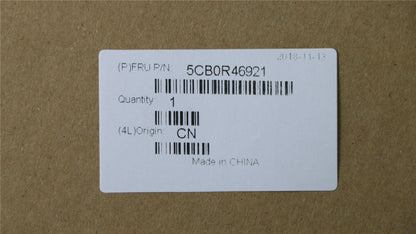 2018-11-13
(P)FRU P/N: 5CB0R46921
Quantity: 1
(4L)Origin: CN
Made in CHINA